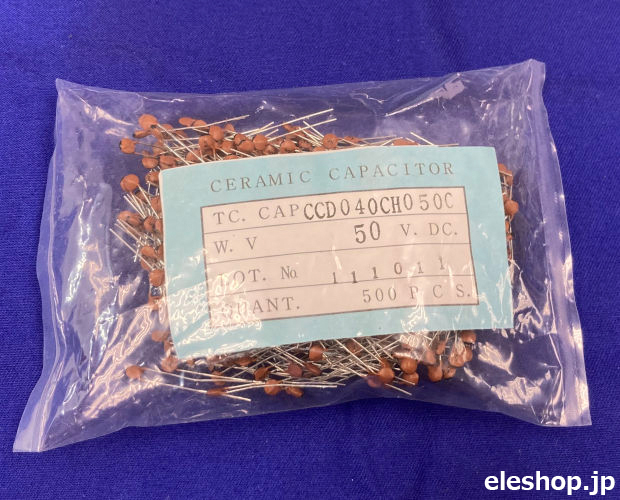 CERAMIC CAPACITOR
TC. CAP CCD040CH050C
W. V 50 V. DC.
LOT. No 111011
QUANT. 500 PCS.
eleshop.jp